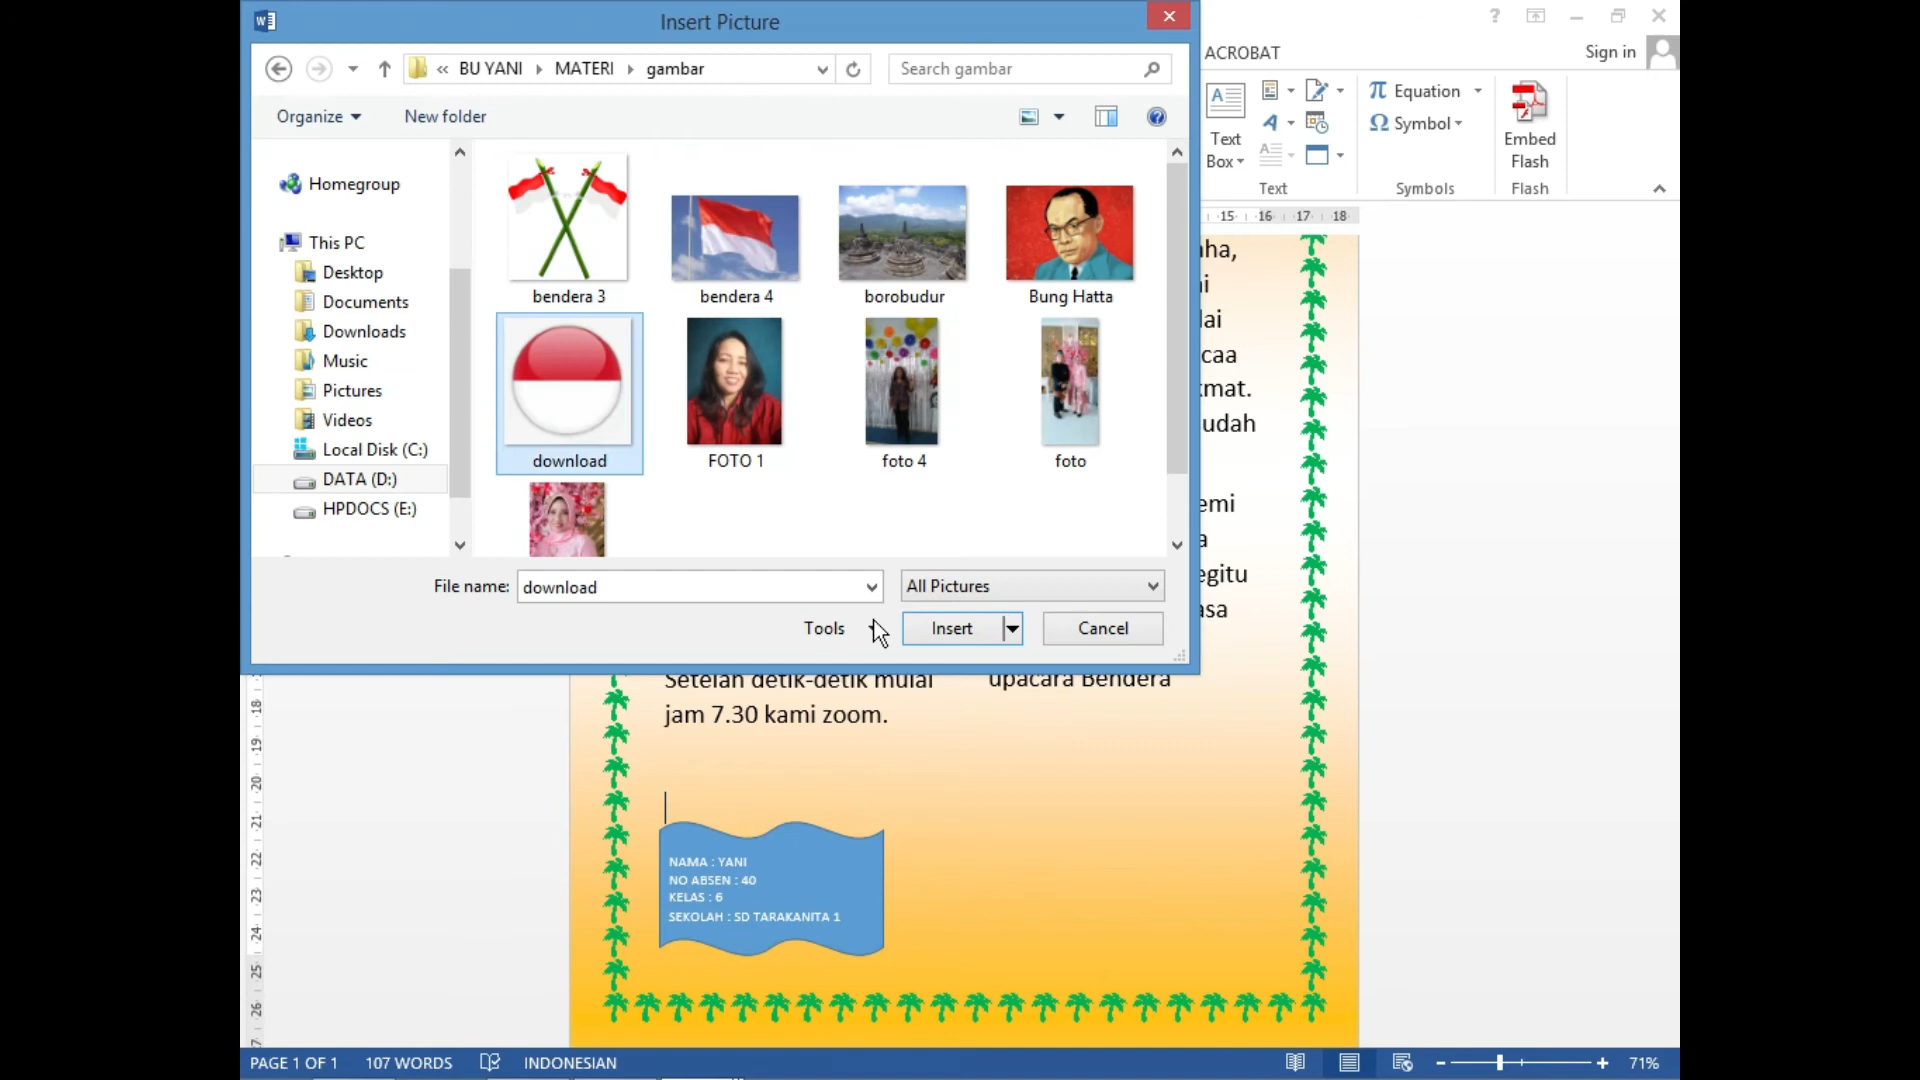 Insert Picture
« BU YANI MATERI gambar
Search gambar
Organize
New folder
Homegroup
This PC
Desktop
Documents
Downloads
Music
Pictures
Videos
Local Disk (C:)
DATA (D:)
HPDOCS (E:)
bendera 3
bendera 4
borobudur
Bung Hatta
download
FOTO 1
foto 4
foto
File name: download
All Pictures
Tools
Insert
Cancel
ACROBAT
Sign in
Text
Box
Equation
Symbol
Embed
Flash
Text
Symbols
Flash
15 16 17 18
aha,
lai
caa
kmat.
udah
emi
a
egitu
asa
Setelah detik-detik mulai
jam 7.30 kami zoom.
upacara Bendera
NAMA : YANI
NO ABSEN : 40
KELAS : 6
SEKOLAH : SD TARAKANITA 1
18
19
20
21
22
23
24
25
26
PAGE 1 OF 1
107 WORDS
INDONESIAN
71%